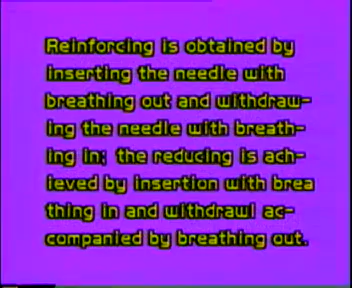 Reinforcing is obtained by
inserting the needle with
breathing out and withdraw-
ing the needle with breath-
ing in; the reducing is ach-
ieved by insertion with brea
thing in and withdrawl ac-
companied by breathing out.